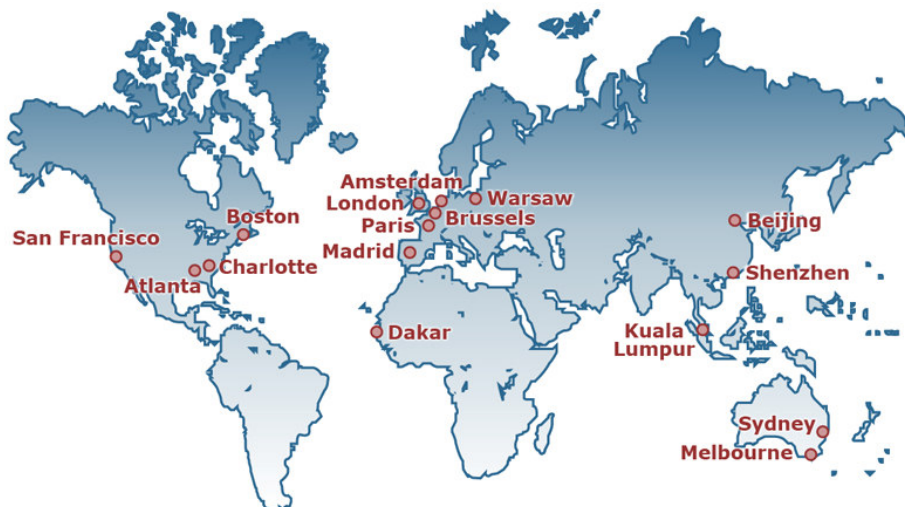 Amsterdam
London
Warsaw
Brussels
Paris
Boston
Beijing
San Francisco
Madrid
Charlotte
Atlanta
Shenzhen
Dakar
Kuala
Lumpur
Sydney
Melbourne